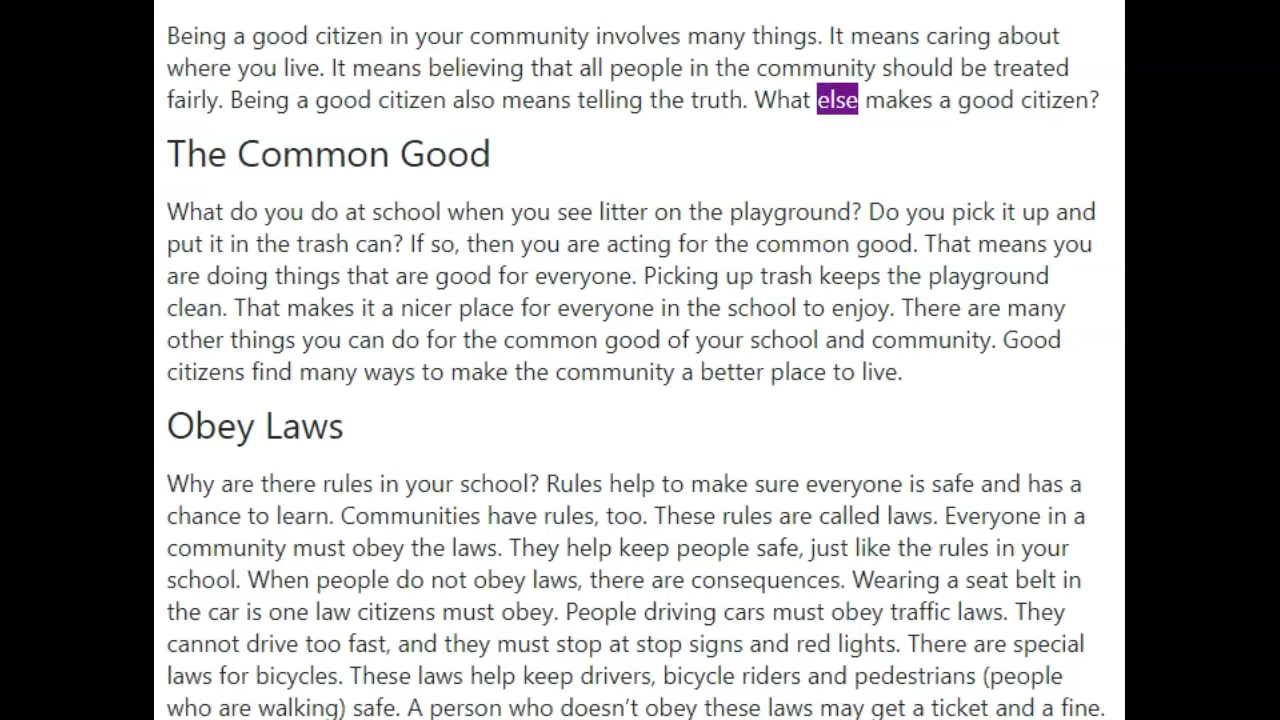 Being a good citizen in your community involves many things. It means caring about
where you live. It means believing that all people in the community should be treated
fairly. Being a good citizen also means telling the truth. What else makes a good citizen?
The Common Good
What do you do at school when you see litter on the playground? Do you pick it up and
put it in the trash can? If so, then you are acting for the common good. That means you
are doing things that are good for everyone. Picking up trash keeps the playground
clean. That makes it a nicer place for everyone in the school to enjoy. There are many
other things you can do for the common good of your school and community. Good
citizens find many ways to make the community a better place to live.
Obey Laws
Why are there rules in your school? Rules help to make sure everyone is safe and has a
chance to learn. Communities have rules, too. These rules are called laws. Everyone in a
community must obey the laws. They help keep people safe, just like the rules in your
school. When people do not obey laws, there are consequences. Wearing a seat belt in
the car is one law citizens must obey. People driving cars must obey traffic laws. They
cannot drive too fast, and they must stop at stop signs and red lights. There are special
laws for bicycles. These laws help keep drivers, bicycle riders and pedestrians (people
who are walking) safe. A person who doesn’t obey these laws may get a ticket and a fine.